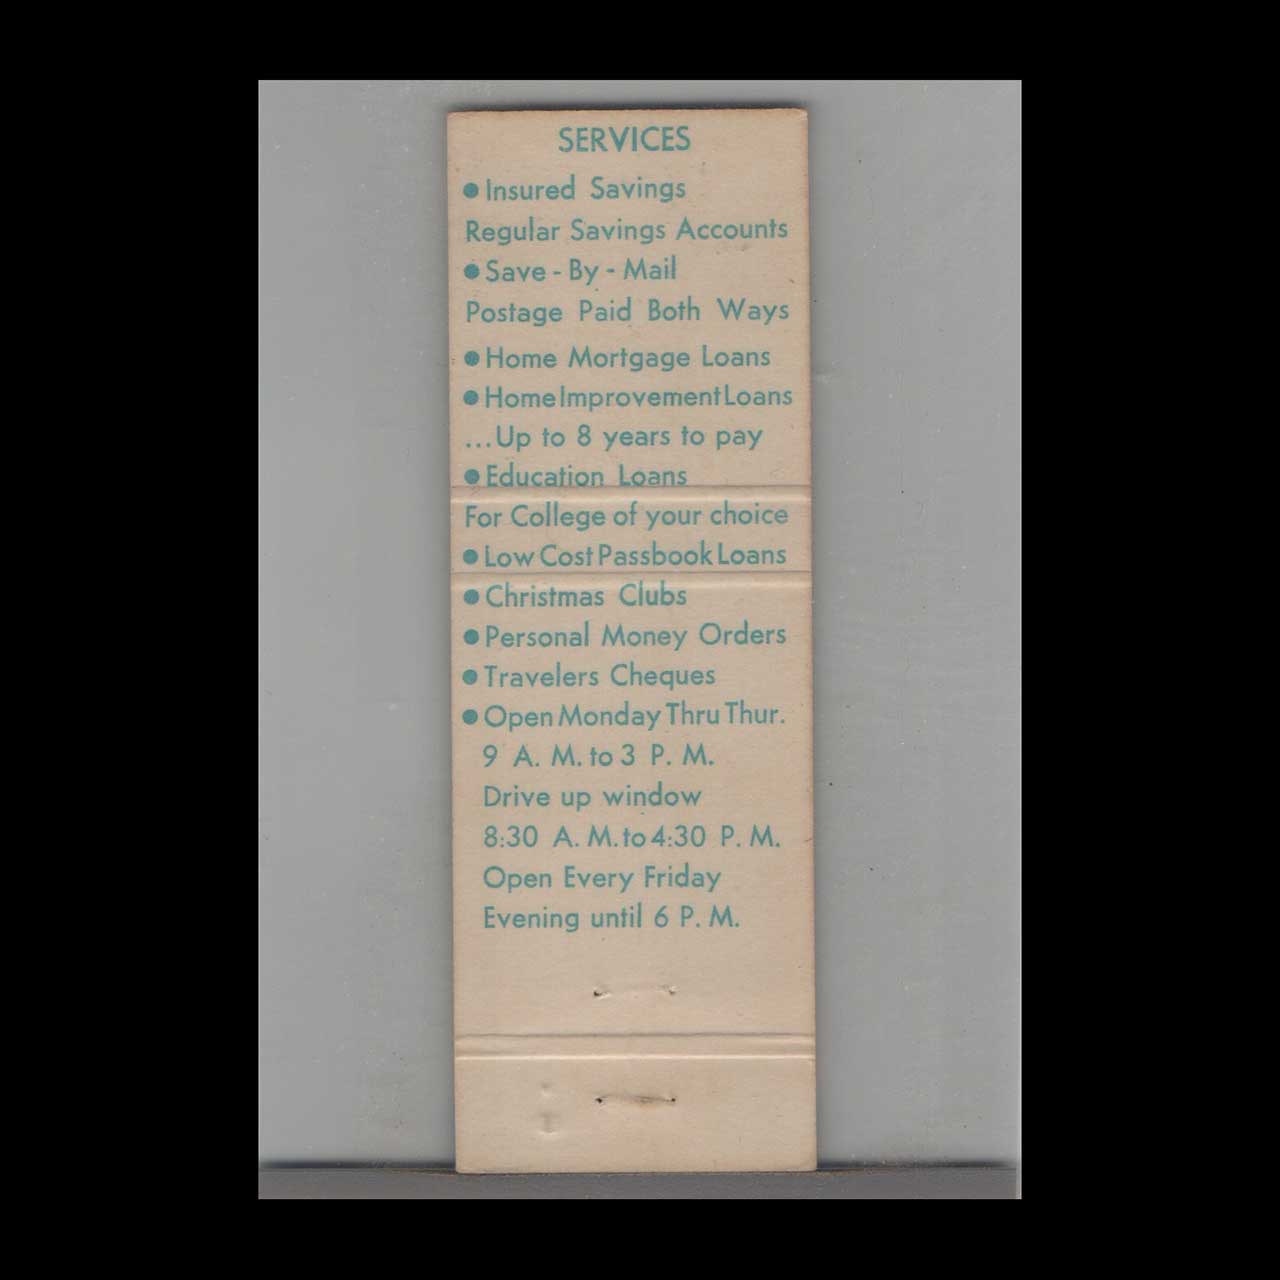 SERVICES
● Insured Savings
Regular Savings Accounts
● Save - By - Mail
Postage Paid Both Ways
● Home Mortgage Loans
● Home Improvement Loans
...Up to 8 years to pay
● Education Loans
For College of your choice
● Low Cost Passbook Loans
● Christmas Clubs
● Personal Money Orders
● Travelers Cheques
● Open Monday Thru Thur.
9 A. M. to 3 P. M.
Drive up window
8:30 A. M. to 4:30 P. M.
Open Every Friday
Evening until 6 P. M.